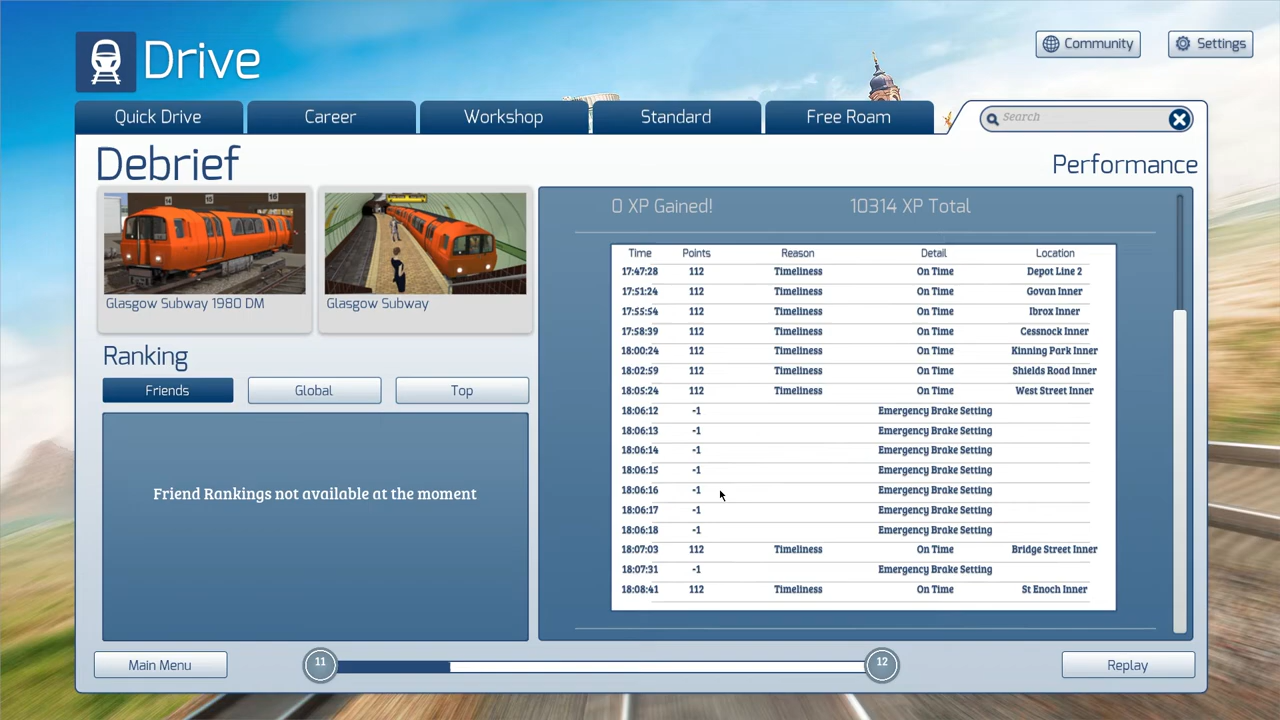 Drive
Community
Settings
Quick Drive
Career
Workshop
Standard
Free Roam
Search
Debrief
Performance
Glasgow Subway 1980 DM
Glasgow Subway
Ranking
Friends
Global
Top
Friend Rankings not available at the moment
0 XP Gained! 10314 XP Total
Time Points Reason Detail Location
17:47:28 112 Timeliness On Time Depot Line 2
17:51:24 112 Timeliness On Time Govan Inner
17:55:54 112 Timeliness On Time Ibrox Inner
17:58:39 112 Timeliness On Time Cessnock Inner
18:00:24 112 Timeliness On Time Kinning Park Inner
18:02:59 112 Timeliness On Time Shields Road Inner
18:05:24 112 Timeliness On Time West Street Inner
18:06:12 -1 Emergency Brake Setting
18:06:13 -1 Emergency Brake Setting
18:06:14 -1 Emergency Brake Setting
18:06:15 -1 Emergency Brake Setting
18:06:16 -1 Emergency Brake Setting
18:06:17 -1 Emergency Brake Setting
18:06:18 -1 Emergency Brake Setting
18:07:03 112 Timeliness On Time Bridge Street Inner
18:07:31 -1 Emergency Brake Setting
18:08:41 112 Timeliness On Time St Enoch Inner
Main Menu
11
12
Replay